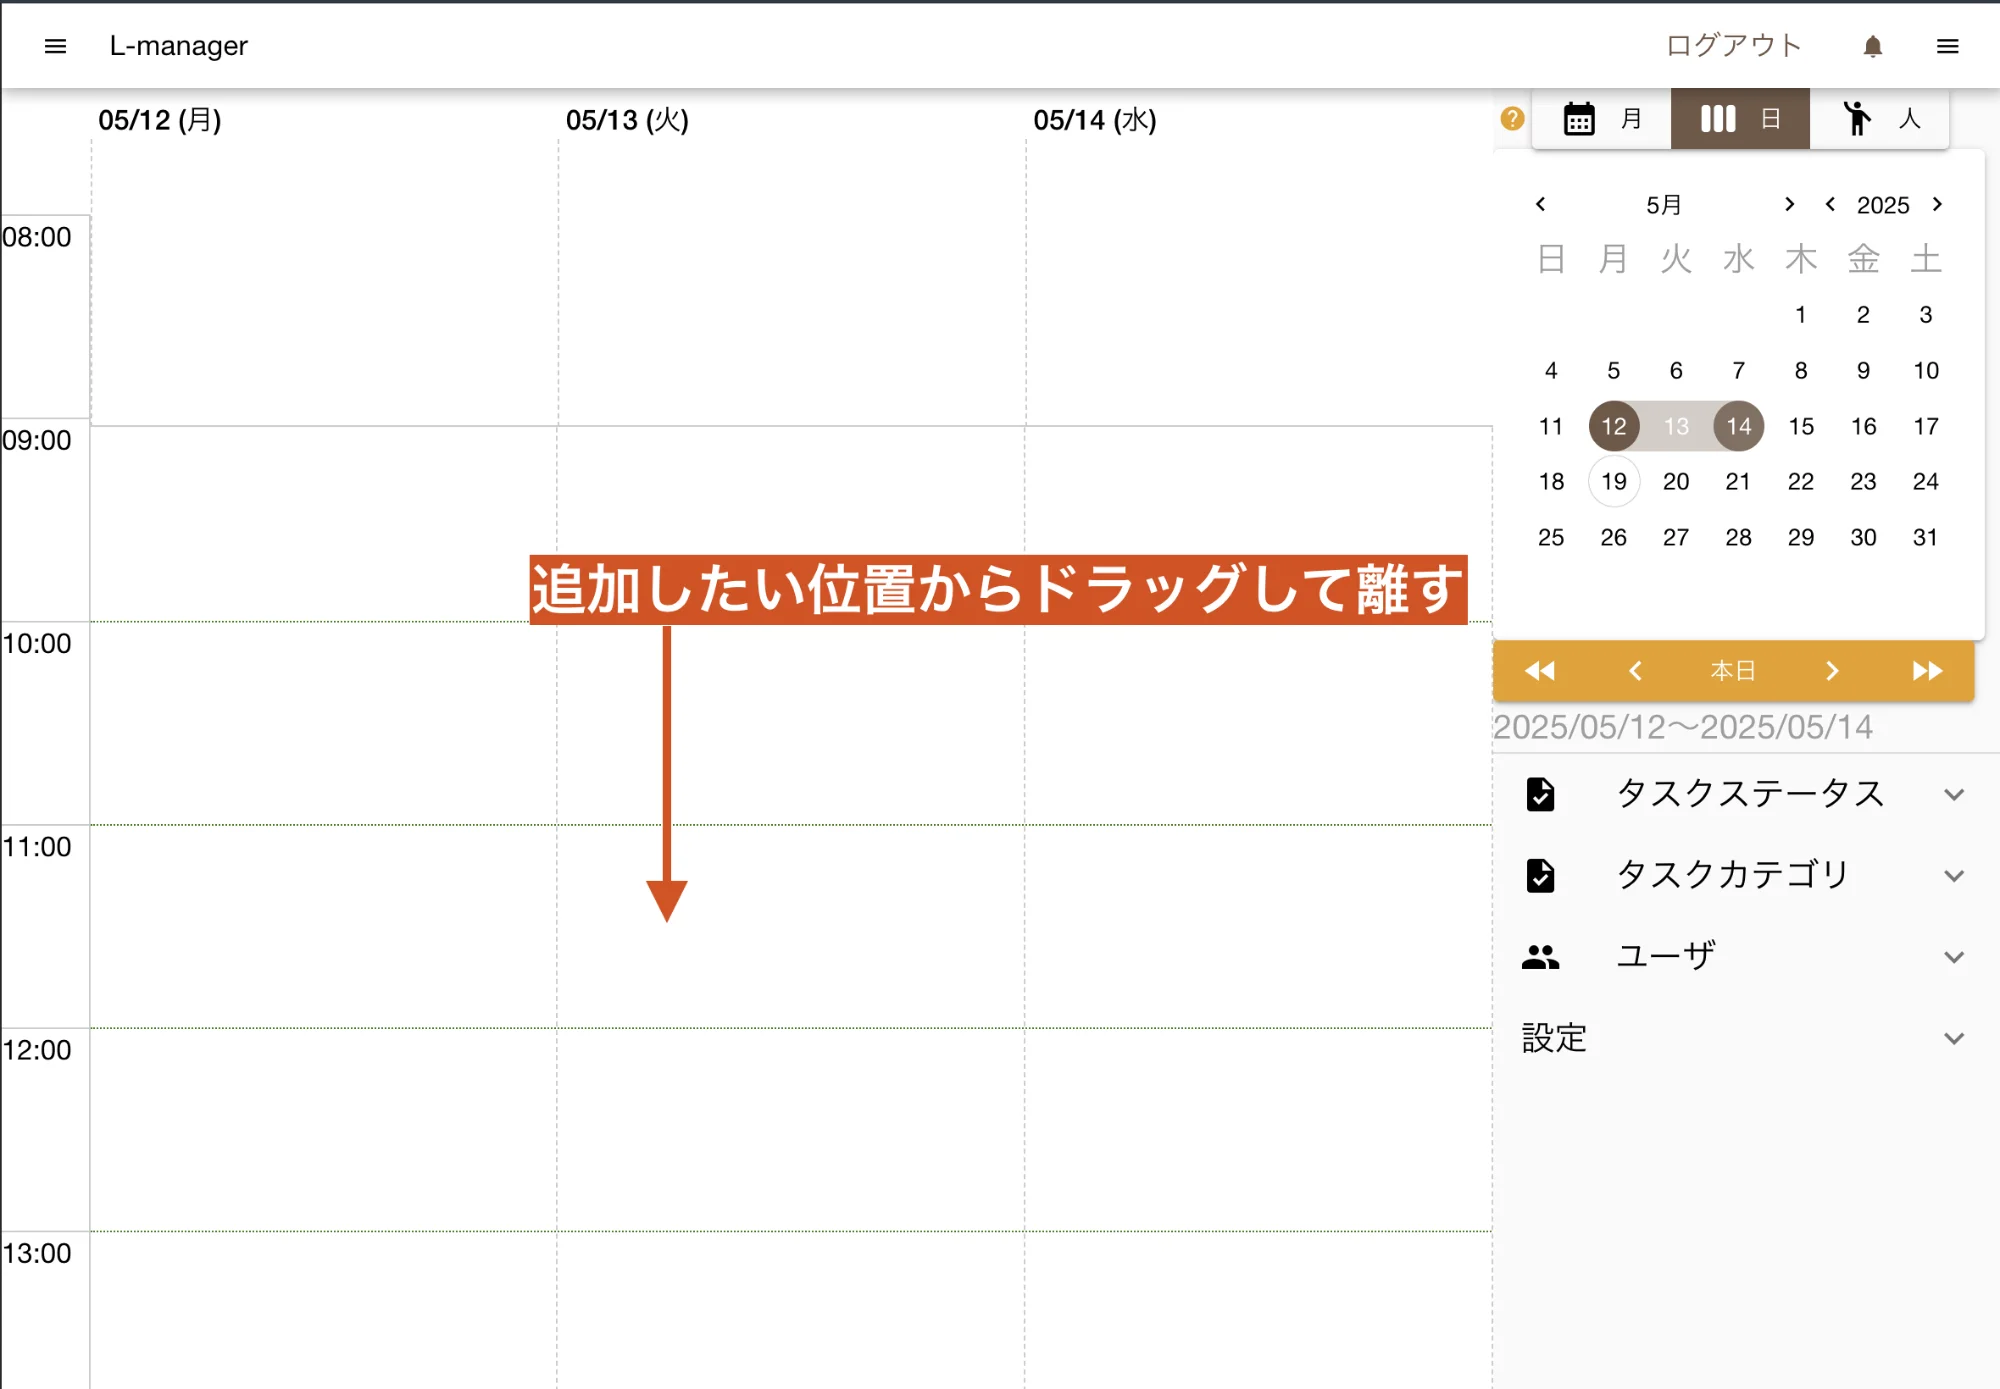 L-manager
ログアウト
05/12 (月)
05/13 (火)
05/14 (水)
?
月
日
人
08:00
09:00
10:00
11:00
12:00
13:00
追加したい位置からドラッグして離す
5月
2025
日 月 火 水 木 金 土
1 2 3
4 5 6 7 8 9 10
11 12 13 14 15 16 17
18 19 20 21 22 23 24
25 26 27 28 29 30 31
本日
2025/05/12～2025/05/14
タスクステータス
タスクカテゴリ
ユーザ
設定